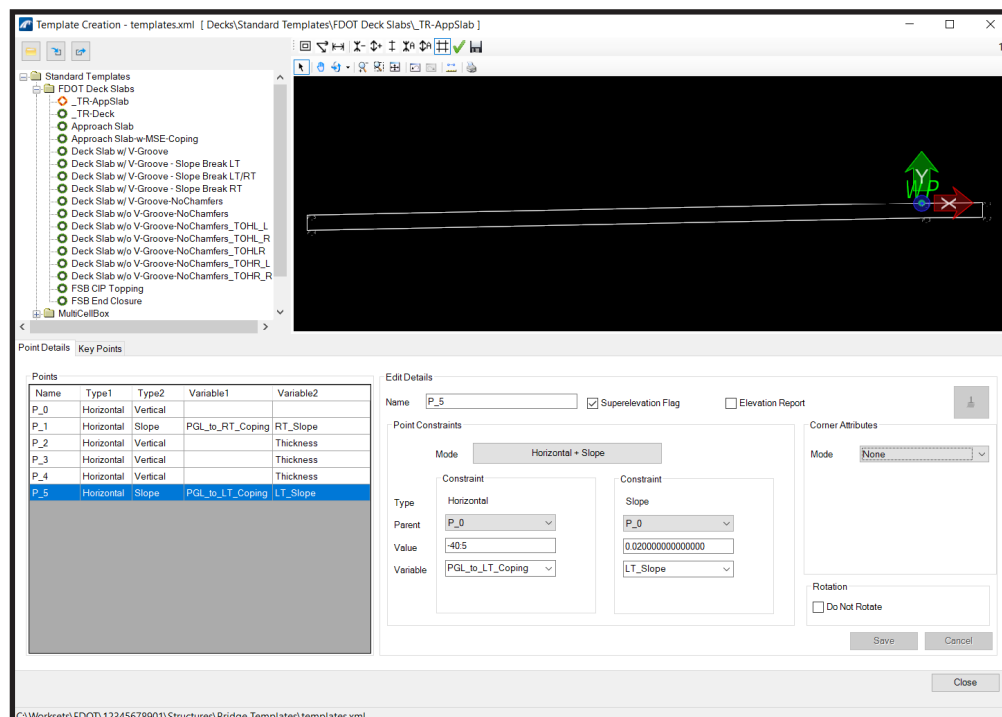 Template Creation - templates.xml [ Decks\Standard Templates\FDOT Deck Slabs\_TR-AppSlab ]
Standard Templates
FDOT Deck Slabs
_TR-AppSlab
_TR-Deck
Approach Slab
Approach Slab-w-MSE-Coping
Deck Slab w/ V-Groove
Deck Slab w/ V-Groove - Slope Break LT
Deck Slab w/ V-Groove - Slope Break LT/RT
Deck Slab w/ V-Groove - Slope Break RT
Deck Slab w/ V-Groove-NoChamfers
Deck Slab w/o V-Groove-NoChamfers
Deck Slab w/o V-Groove-NoChamfers_TOHL_L
Deck Slab w/o V-Groove-NoChamfers_TOHL_R
Deck Slab w/o V-Groove-NoChamfers_TOHLR
Deck Slab w/o V-Groove-NoChamfers_TOHR_L
Deck Slab w/o V-Groove-NoChamfers_TOHR_R
FSB CIP Topping
FSB End Closure
MultiCellBox
Y
WP
X
Point Details Key Points
Points
Name Type1 Type2 Variable1 Variable2
P_0 Horizontal Vertical
P_1 Horizontal Slope PGL_to_RT_Coping RT_Slope
P_2 Horizontal Vertical Thickness
P_3 Horizontal Vertical Thickness
P_4 Horizontal Vertical Thickness
P_5 Horizontal Slope PGL_to_LT_Coping LT_Slope
Edit Details
Name P_5 Superelevation Flag Elevation Report
Point Constraints
Mode Horizontal + Slope
Constraint Constraint
Type Horizontal Slope
Parent P_0 P_0
Value -40:5 0.020000000000000
Variable PGL_to_LT_Coping LT_Slope
Corner Attributes
Mode None
Rotation
Do Not Rotate
Save Cancel
Close
C:\Worksets\FDOT\12345678901\Structures\Bridge Templates\templates.xml